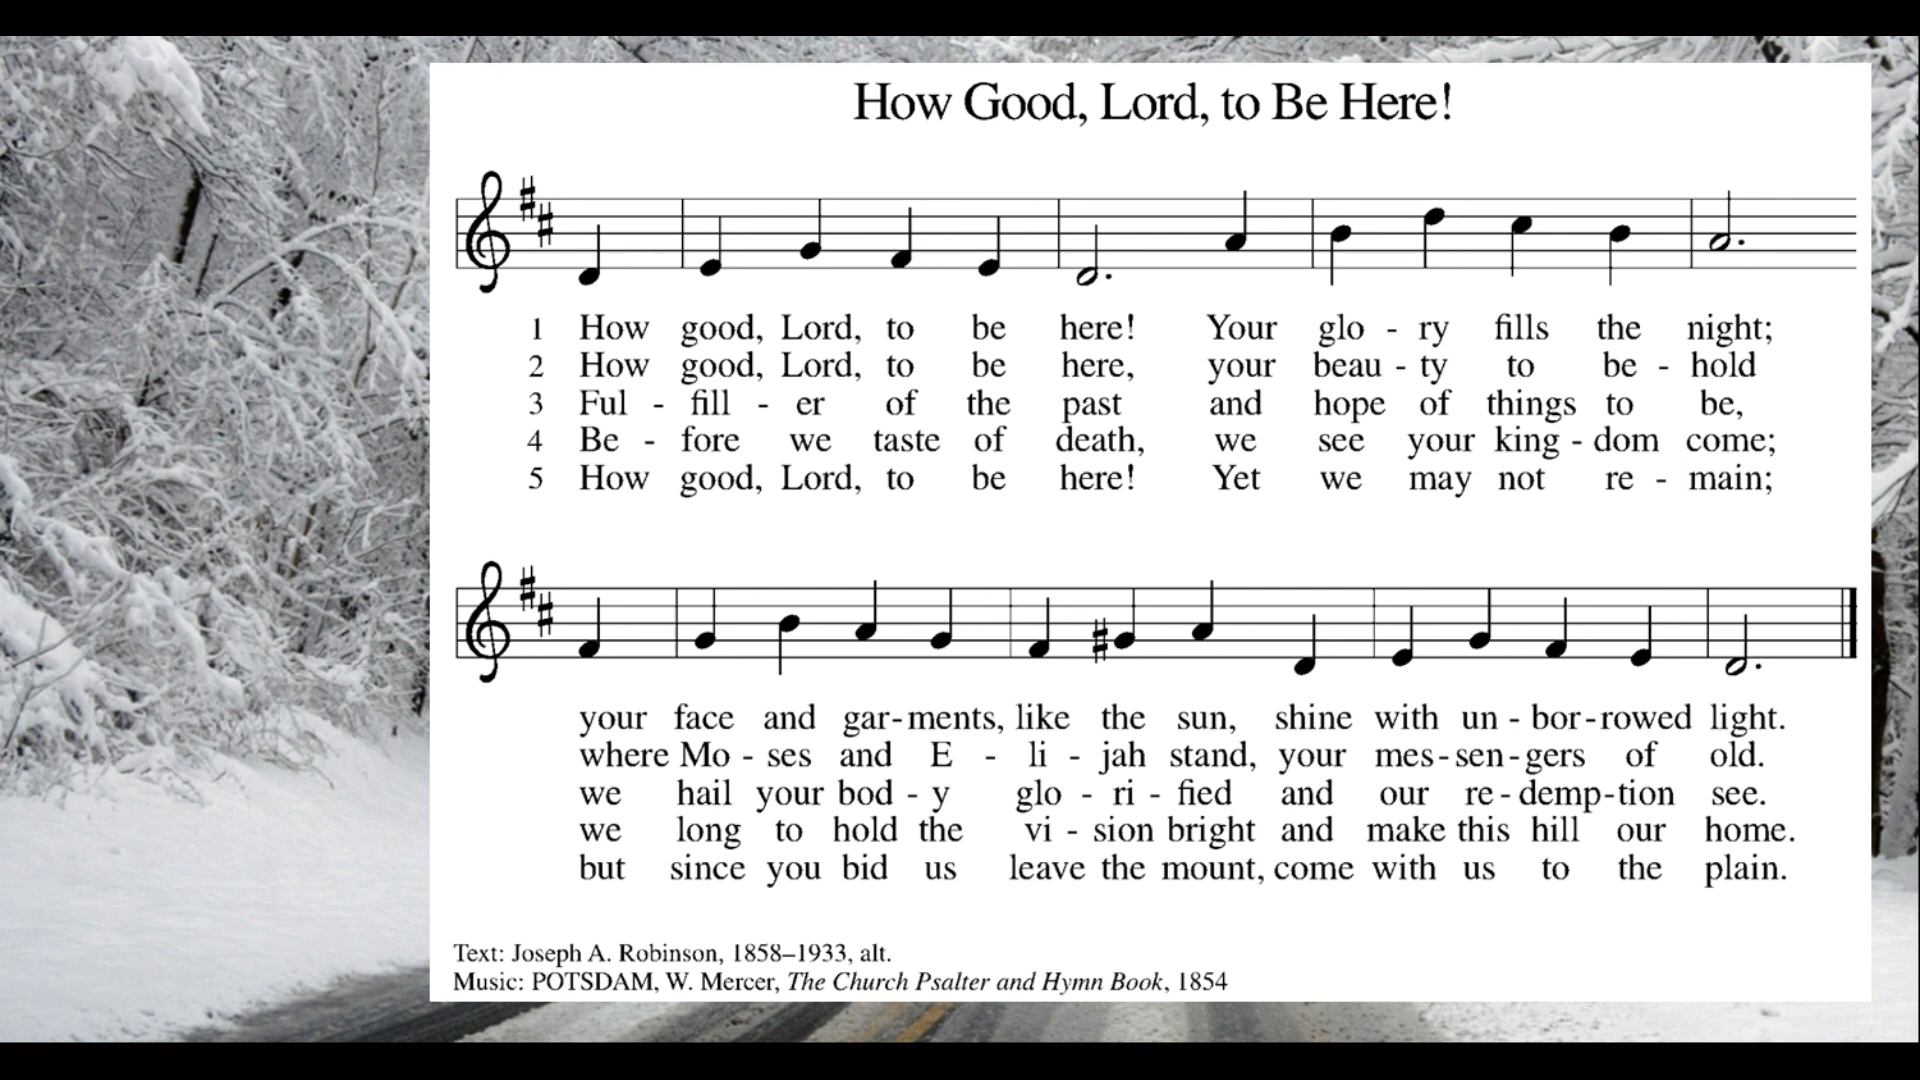 How Good, Lord, to Be Here!
1 How good, Lord, to be here! Your glo - ry fills the night;
2 How good, Lord, to be here, your beau - ty to be - hold
3 Ful - fill - er of the past and hope of things to be,
4 Be - fore we taste of death, we see your king - dom come;
5 How good, Lord, to be here! Yet we may not re - main;
your face and gar - ments, like the sun, shine with un - bor - rowed light.
where Mo - ses and E - li - jah stand, your mes - sen - gers of old.
we hail your bod - y glo - ri - fied and our re - demp - tion see.
we long to hold the vi - sion bright and make this hill our home.
but since you bid us leave the mount, come with us to the plain.
Text: Joseph A. Robinson, 1858–1933, alt.
Music: POTSDAM, W. Mercer, The Church Psalter and Hymn Book, 1854